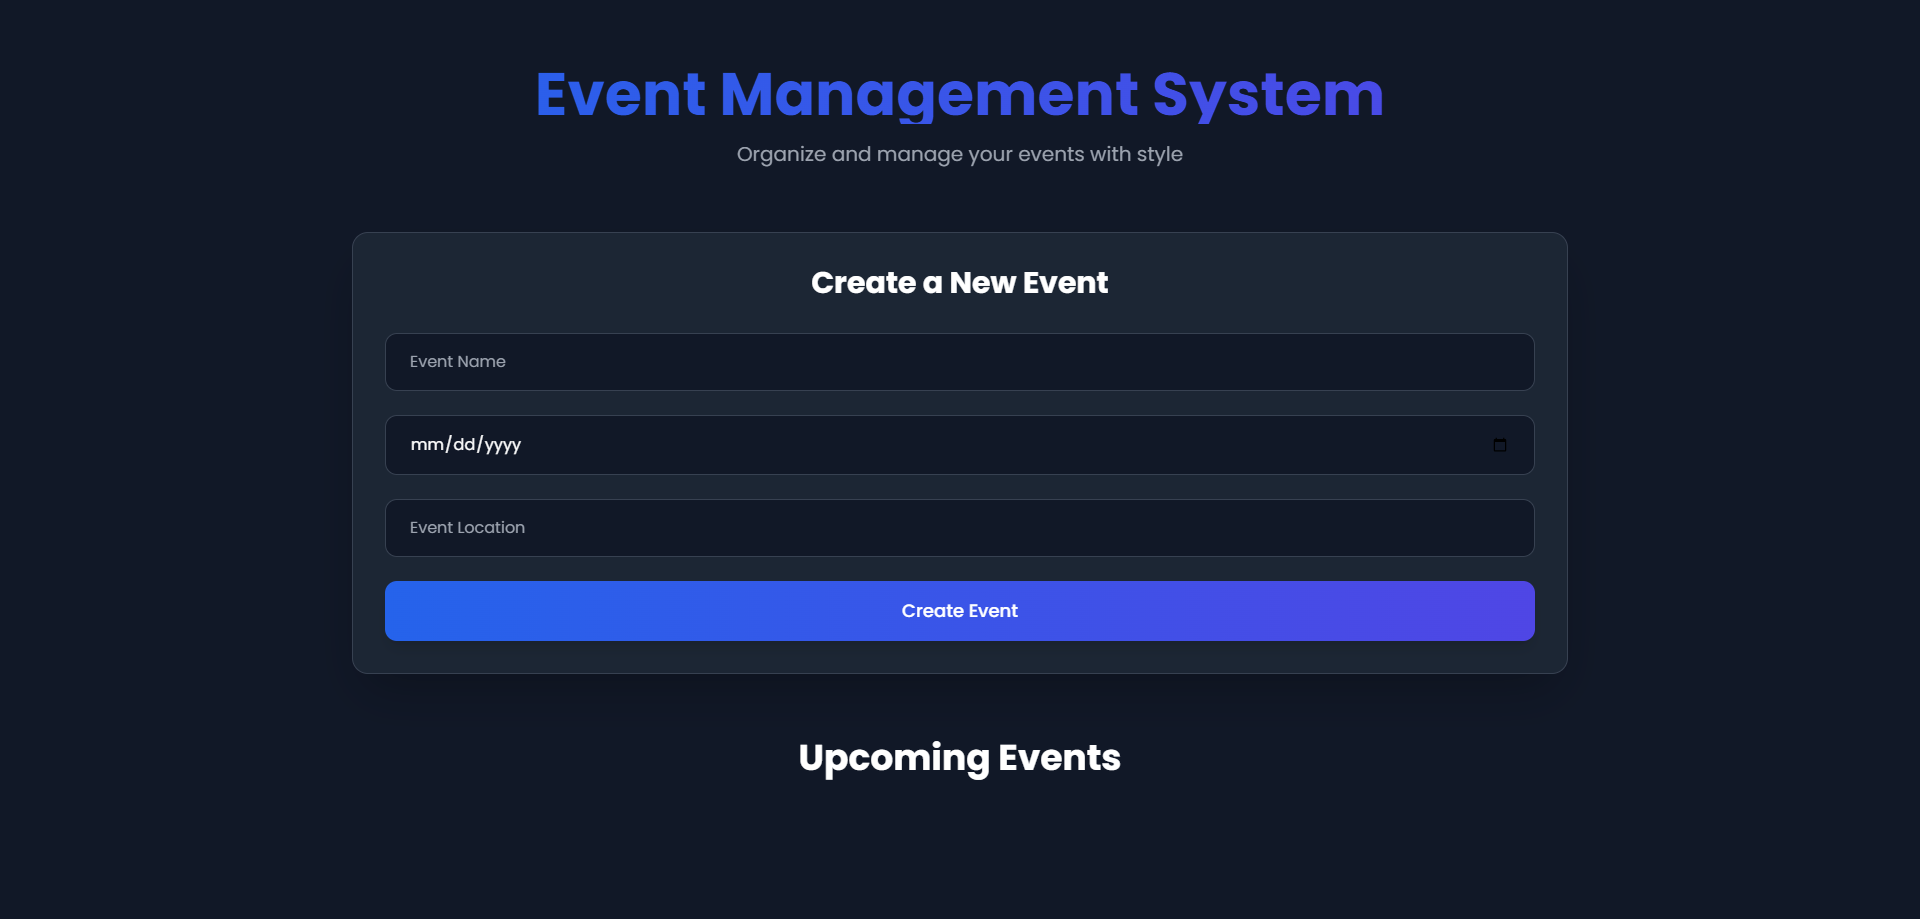 Event Management System
Organize and manage your events with style
Create a New Event
Event Name
mm/dd/yyyy
Event Location
Create Event
Upcoming Events